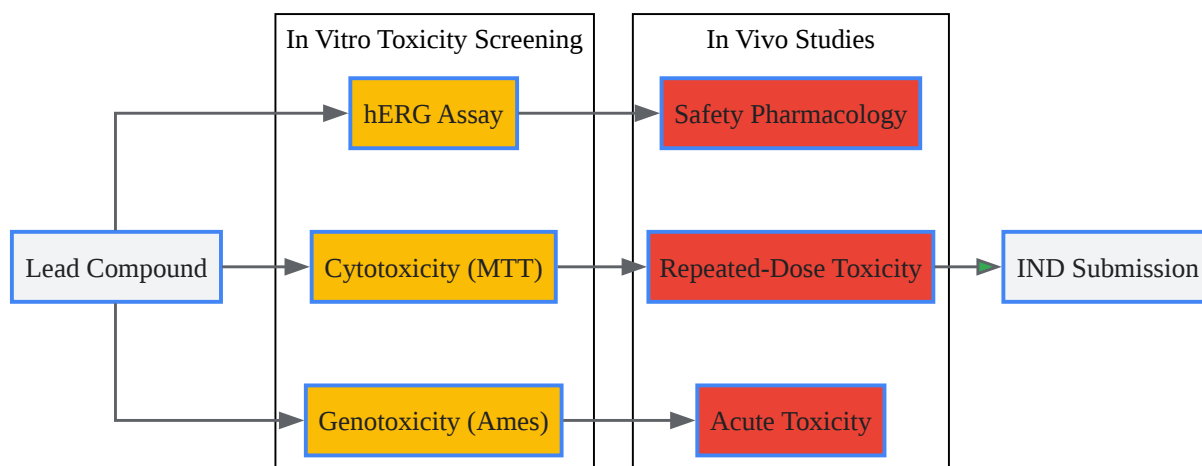 In Vitro Toxicity Screening
In Vivo Studies
hERG Assay
Safety Pharmacology
Lead Compound
Cytotoxicity (MTT)
Repeated-Dose Toxicity
IND Submission
Genotoxicity (Ames)
Acute Toxicity